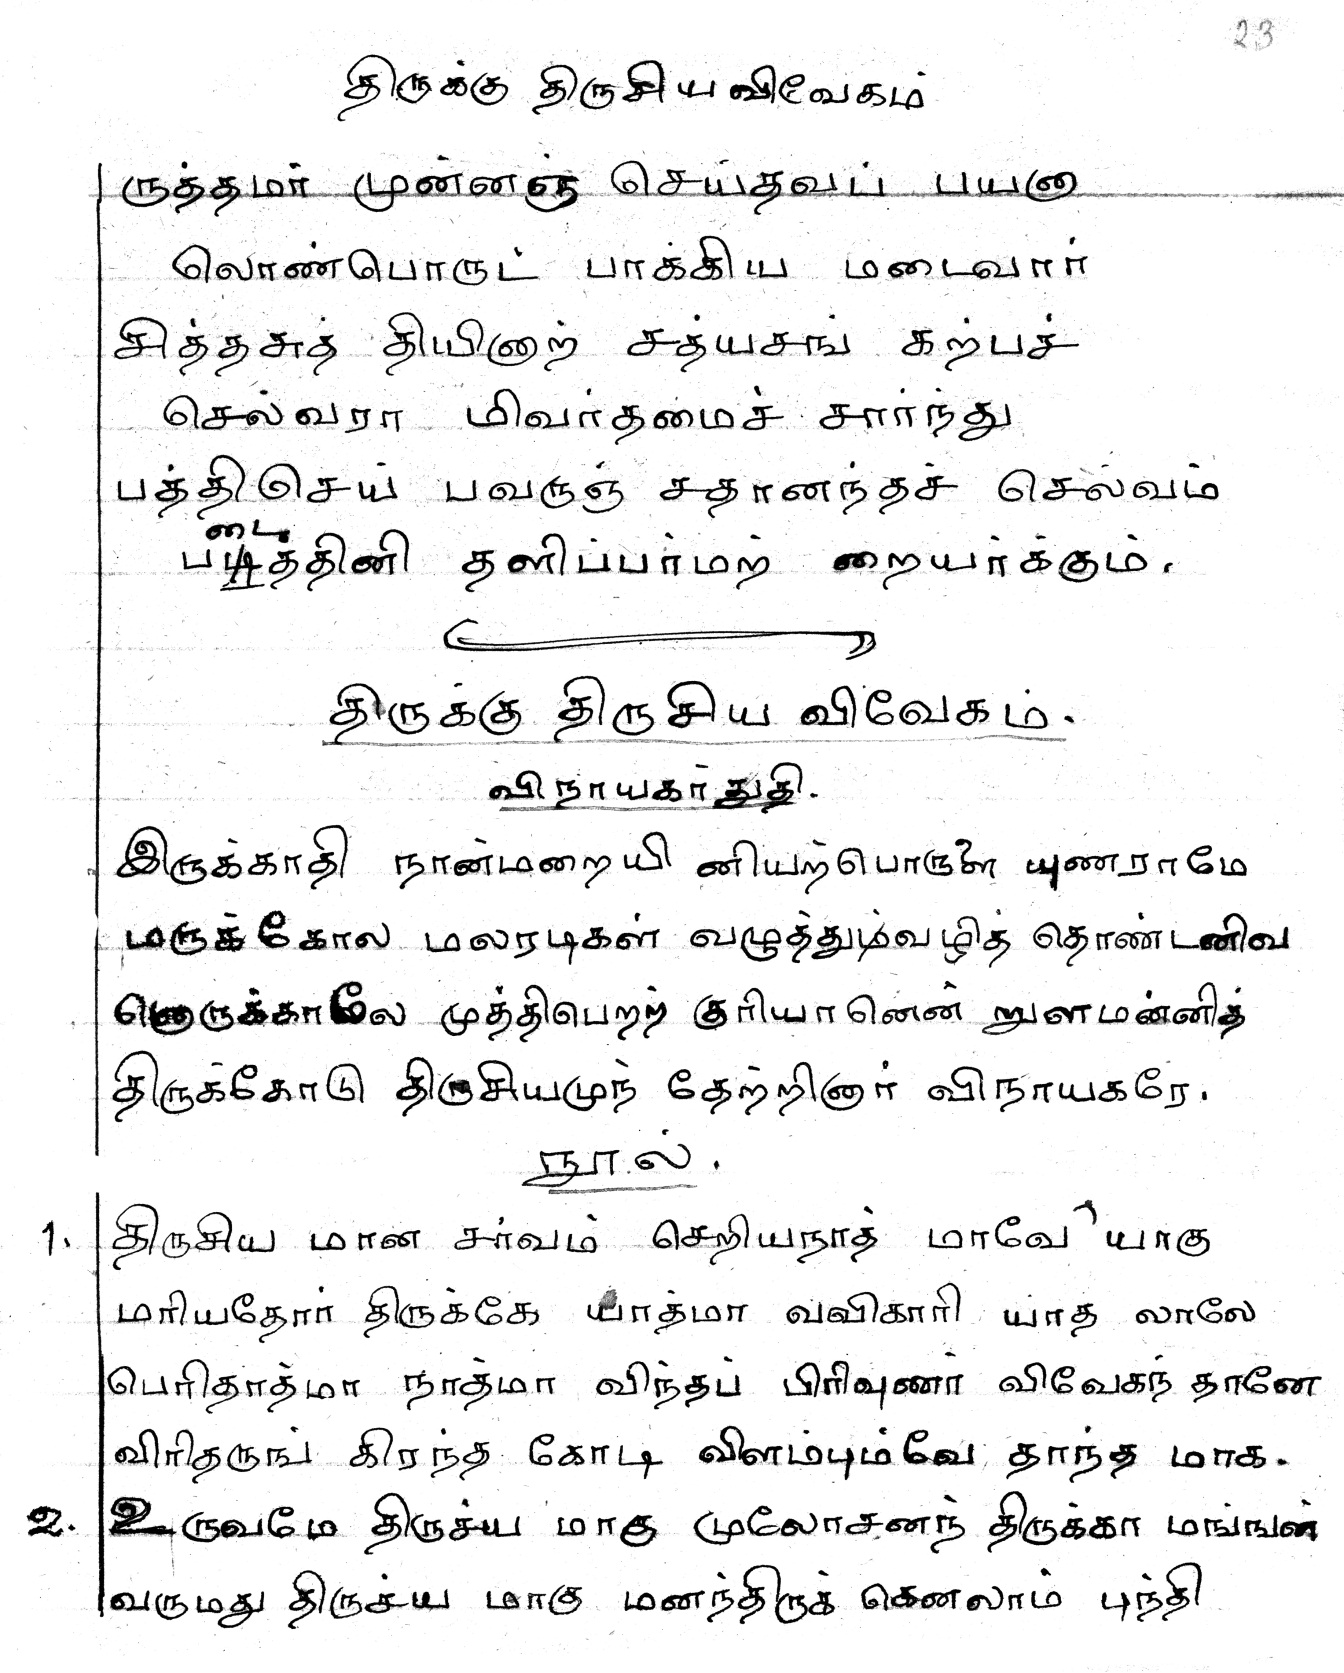 23
திருக்கு திருசிய விவேகம்
ருத்தமர் முன்னஞ் செய்தவப் பயனா
லொண்பொருட் பாக்கிய மடைவார்
சித்தசுத் தியினாற் சத்யசங் கற்பச்
செல்வரா மிவர்தமைச் சார்ந்து
பத்திசெய் பவருஞ் சதானந்தச் செல்வம்
படைத்தினி தளிப்பர்மற் றையர்க்கும்.
திருக்கு திருசிய விவேகம்.
விநாயகர் துதி.
இருக்காதி நான்மறையி னியற்பொருளை யுணராமே
மருக்கோல மலரடிகள் வழுத்தும்வழித் தொண்டனிவ
னொருக்காலே முத்திபெறற் குரியானென் றுளமன்னித்
திருக்கோடு திருசியமுந் தேற்றினார் விநாயகரே.
நூல்.
1. திருசிய மான சர்வம் செறியநாத் மாவே யாகு
மரியதோர் திருக்கே யாத்மா வவிகாரி யாத லாலே
பெரிதாத்மா நாத்மா விந்தப் பிரிவுணர் விவேகந் தானே
விரிதருங் கிரந்த கோடி விளம்பும்வே தாந்த மாக.
2. உருவமே திருச்ய மாகு முலோசனந் திருக்கா மங்ஙன்
வருமது திருச்ய மாகு மனந்திருக் கெனலாம் புந்தி